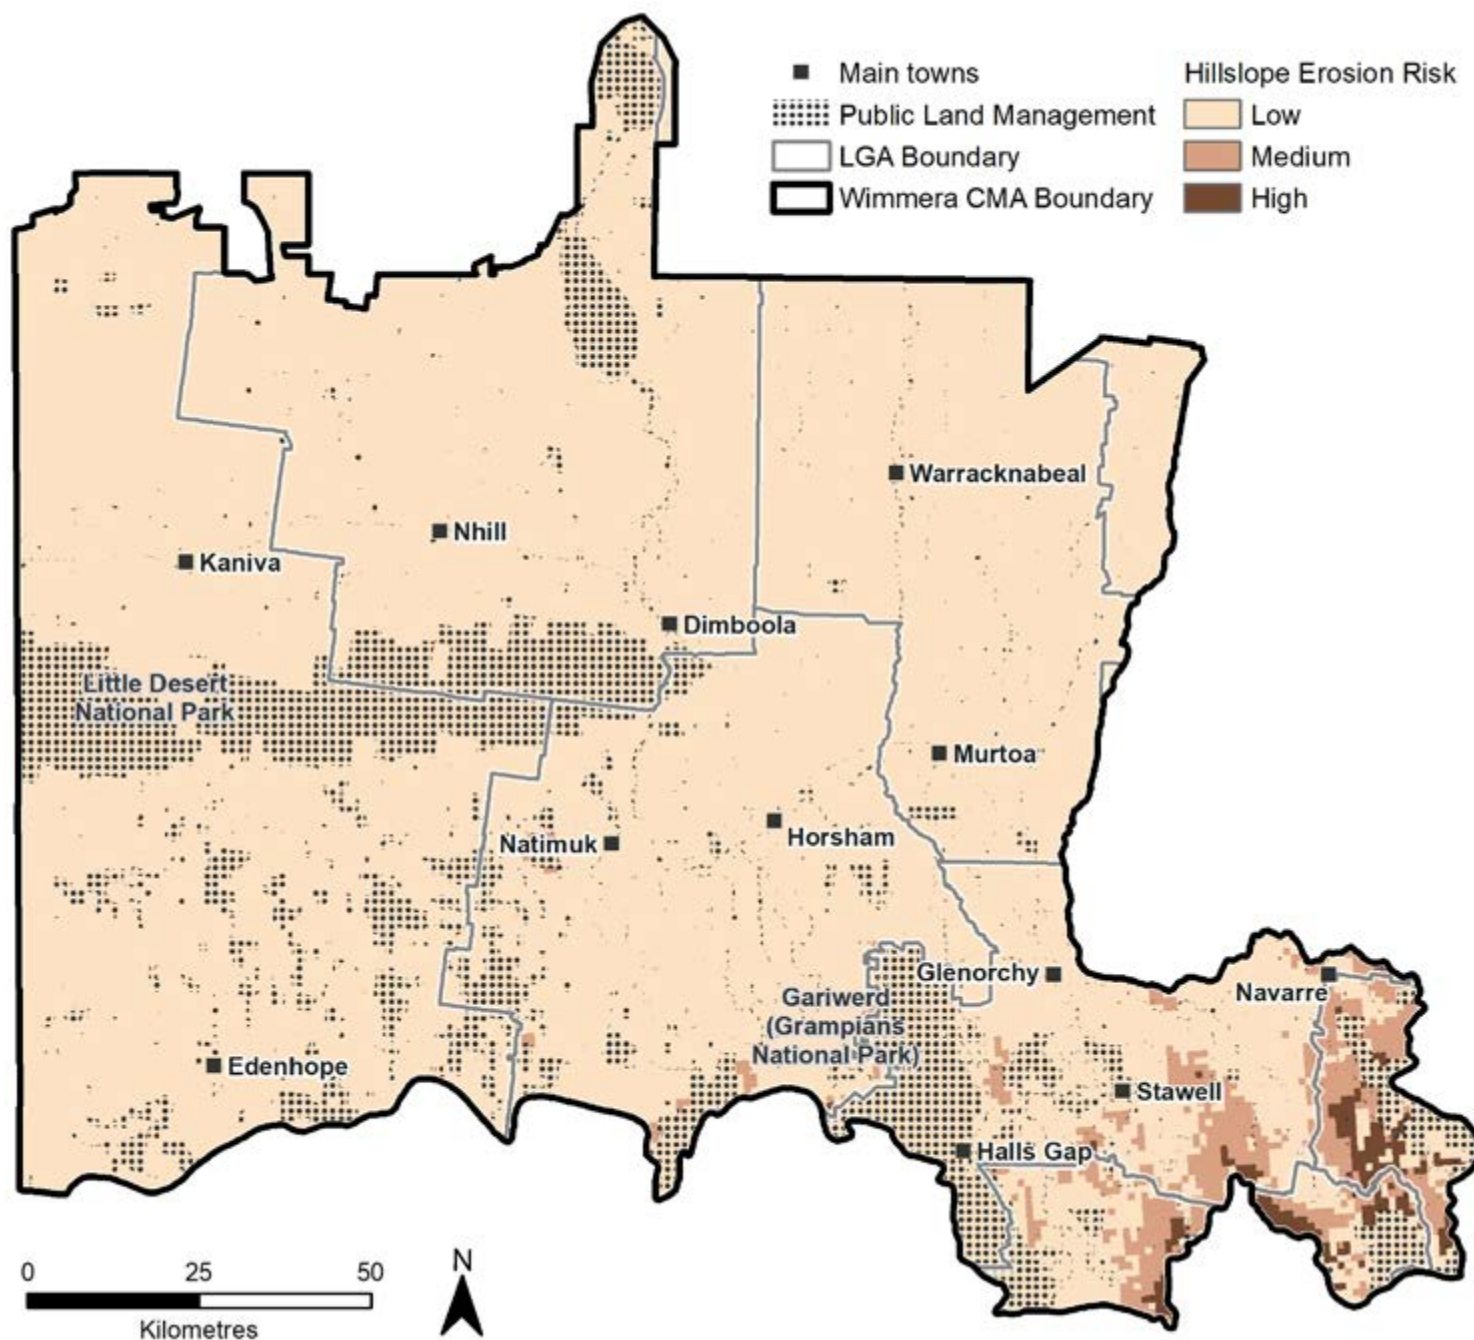 Main towns
Public Land Management
LGA Boundary
Wimmera CMA Boundary
Hillslope Erosion Risk
Low
Medium
High
Warracknabeal
Nhill
Kaniva
Dimboola
Little Desert
National Park
Murtoa
Horsham
Natimuk
Glenorchy
Navarre
Gariwerd
(Grampians
National Park)
Edenhope
Stawell
Halls Gap
0 25 50
Kilometres
N